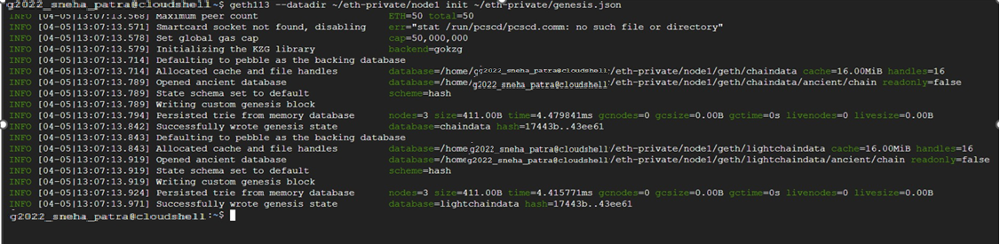 g2022_sneha_patra@cloudshell:~$ geth113 --datadir ~/eth-private/node1 init ~/eth-private/genesis.json
INFO [04-05|13:07:13.568] Maximum peer count ETH=50 total=50
INFO [04-05|13:07:13.571] Smartcard socket not found, disabling err="stat /run/pcscd/pcscd.comm: no such file or directory"
INFO [04-05|13:07:13.578] Set global gas cap cap=50,000,000
INFO [04-05|13:07:13.579] Initializing the KZG library backend=gokzg
INFO [04-05|13:07:13.714] Defaulting to pebble as the backing database
INFO [04-05|13:07:13.714] Allocated cache and file handles database=/home/g2022_sneha_patra@cloudshell/eth-private/node1/geth/chaindata cache=16.00MiB handles=16
INFO [04-05|13:07:13.789] Opened ancient database database=/home/g2022_sneha_patra@cloudshell/eth-private/node1/geth/chaindata/ancient/chain readonly=false
INFO [04-05|13:07:13.789] State schema set to default scheme=hash
INFO [04-05|13:07:13.789] Writing custom genesis block
INFO [04-05|13:07:13.794] Persisted trie from memory database nodes=3 size=411.00B time=4.479841ms gcnodes=0 gcsize=0.00B gctime=0s livenodes=0 livesize=0.00B
INFO [04-05|13:07:13.842] Successfully wrote genesis state database=chaindata hash=17443b..43ee61
INFO [04-05|13:07:13.843] Defaulting to pebble as the backing database
INFO [04-05|13:07:13.843] Allocated cache and file handles database=/home/g2022_sneha_patra@cloudshell/eth-private/node1/geth/lightchaindata cache=16.00MiB handles=16
INFO [04-05|13:07:13.919] Opened ancient database database=/home/g2022_sneha_patra@cloudshell/eth-private/node1/geth/lightchaindata/ancient/chain readonly=false
INFO [04-05|13:07:13.919] State schema set to default scheme=hash
INFO [04-05|13:07:13.919] Writing custom genesis block
INFO [04-05|13:07:13.924] Persisted trie from memory database nodes=3 size=411.00B time=4.415771ms gcnodes=0 gcsize=0.00B gctime=0s livenodes=0 livesize=0.00B
INFO [04-05|13:07:13.971] Successfully wrote genesis state database=lightchaindata hash=17443b..43ee61
g2022_sneha_patra@cloudshell:~$